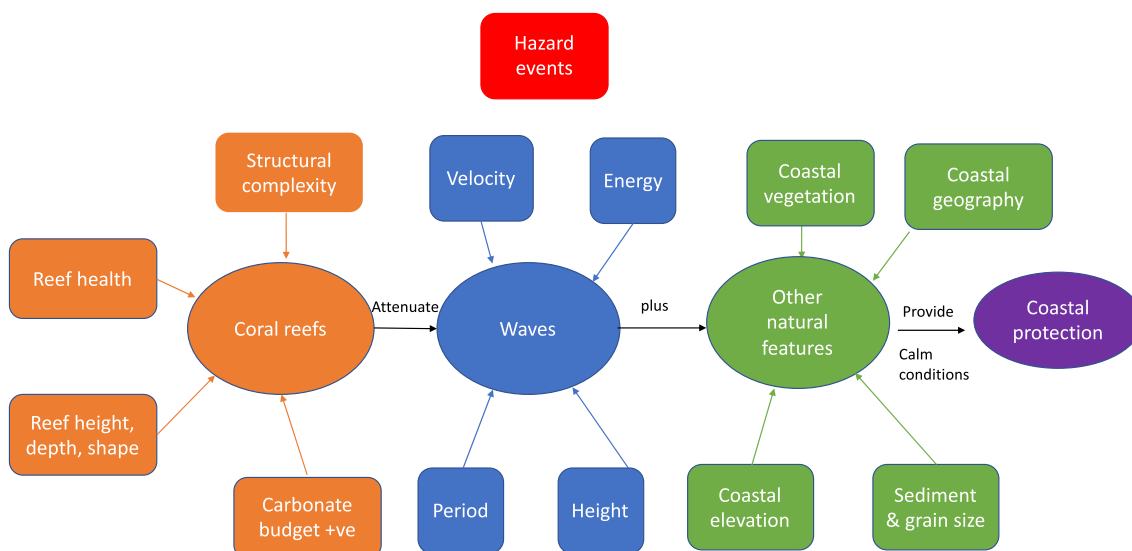 Hazard
events
Structural
complexity
Velocity
Energy
Coastal
vegetation
Coastal
geography
Reef health
Coral reefs
Attenuate
Waves
plus
Other
natural
features
Provide
Calm
conditions
Coastal
protection
Reef height,
depth, shape
Carbonate
budget +ve
Period
Height
Coastal
elevation
Sediment
& grain size